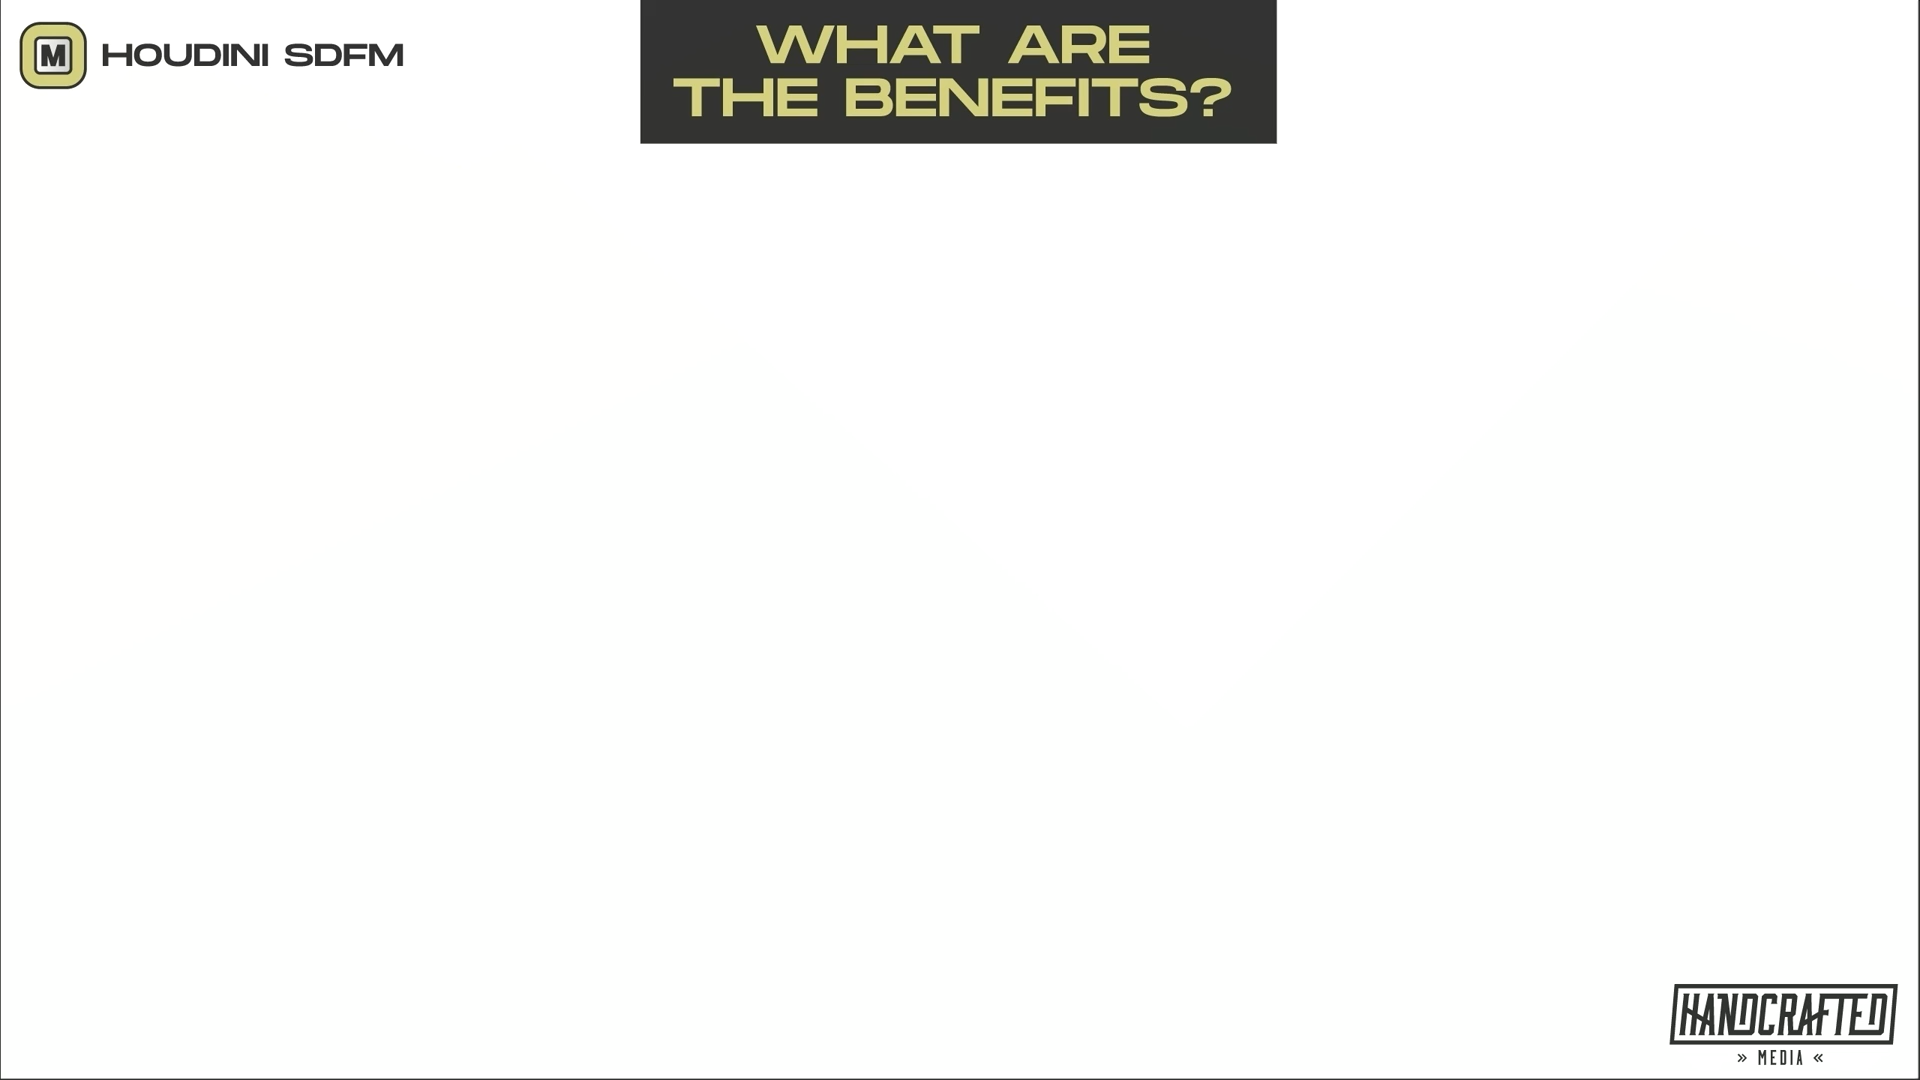 M HOUDINI SDFM
WHAT ARE
THE BENEFITS?
HANDCRAFTED
» MEDIA «